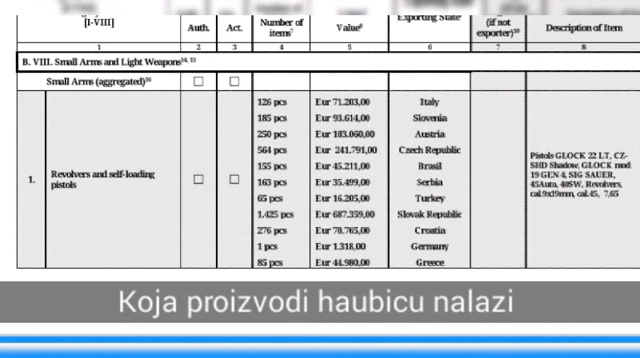 [I-VIII] Auth. Act. Number of items⁷ Value⁸ Exporting State⁹ (if not exporter)¹⁰ Description of Item
1 2 3 4 5 6 7 8
B. VIII. Small Arms and Light Weapons¹⁴, ¹⁵
Small Arms (aggregated)¹⁶ ☐ ☐
1. Revolvers and self-loading pistols ☐ ☐
126 pcs Eur 71.203,00 Italy
185 pcs Eur 93.614,00 Slovenia
250 pcs Eur 103.060,00 Austria
564 pcs Eur 241.791,00 Czech Republic
155 pcs Eur 45.211,00 Brasil
163 pcs Eur 35.499,00 Serbia
65 pcs Eur 16.205,00 Turkey
1.425 pcs Eur 687.359,00 Slovak Republic
276 pcs Eur 70.765,00 Croatia
1 pcs Eur 1.318,00 Germany
85 pcs Eur 44.980,00 Greece
Pistols GLOCK 22 LT, CZ-
SHD Shadow, GLOCK mod
19 GEN 4, SIG SAUER,
45Auto, 40SW, Revolvers,
cal.9x19mm, cal.45, 7,65
Koja proizvodi haubicu nalazi